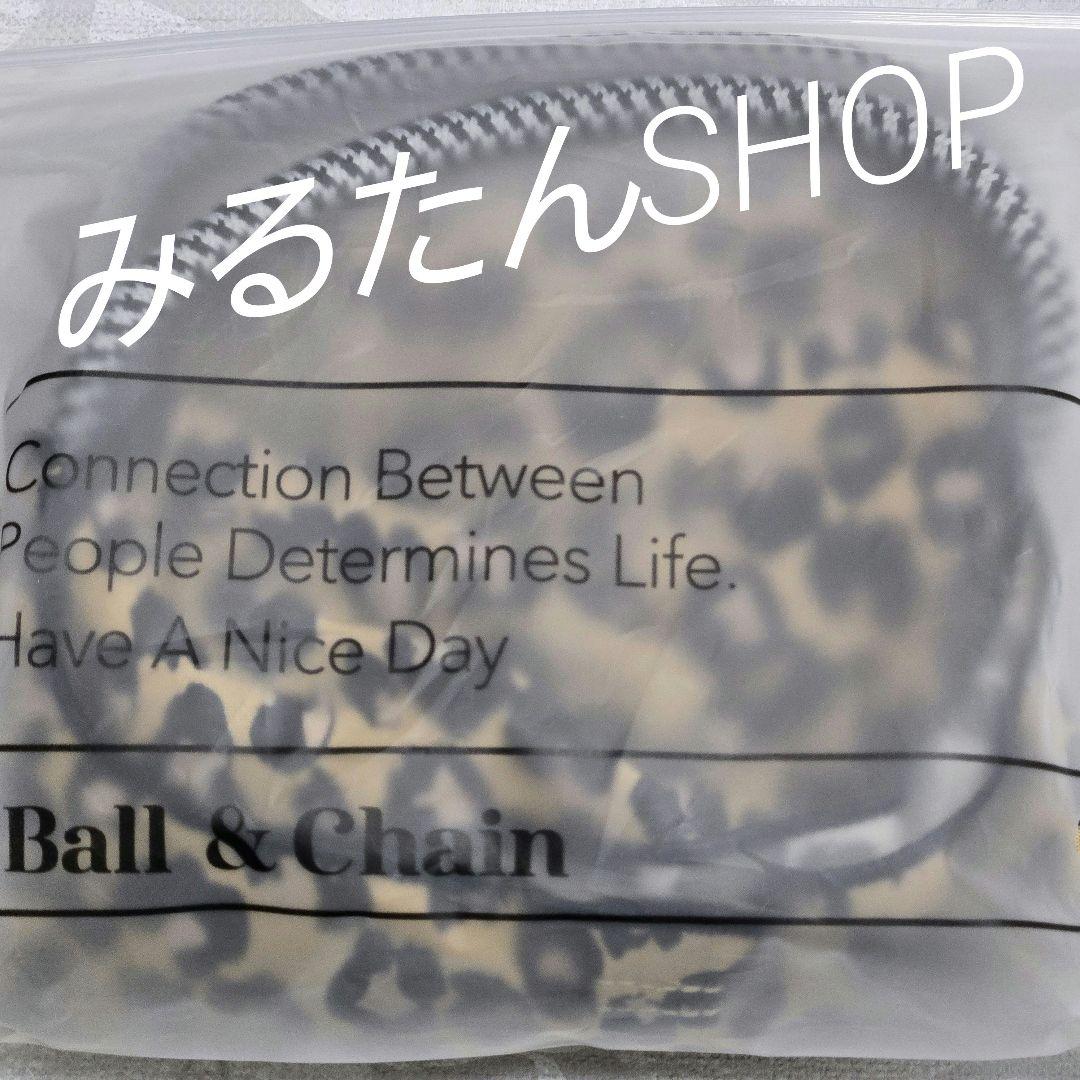 みるたんSHOP
Connection Between
People Determines Life.
Have A Nice Day
Ball & Chain